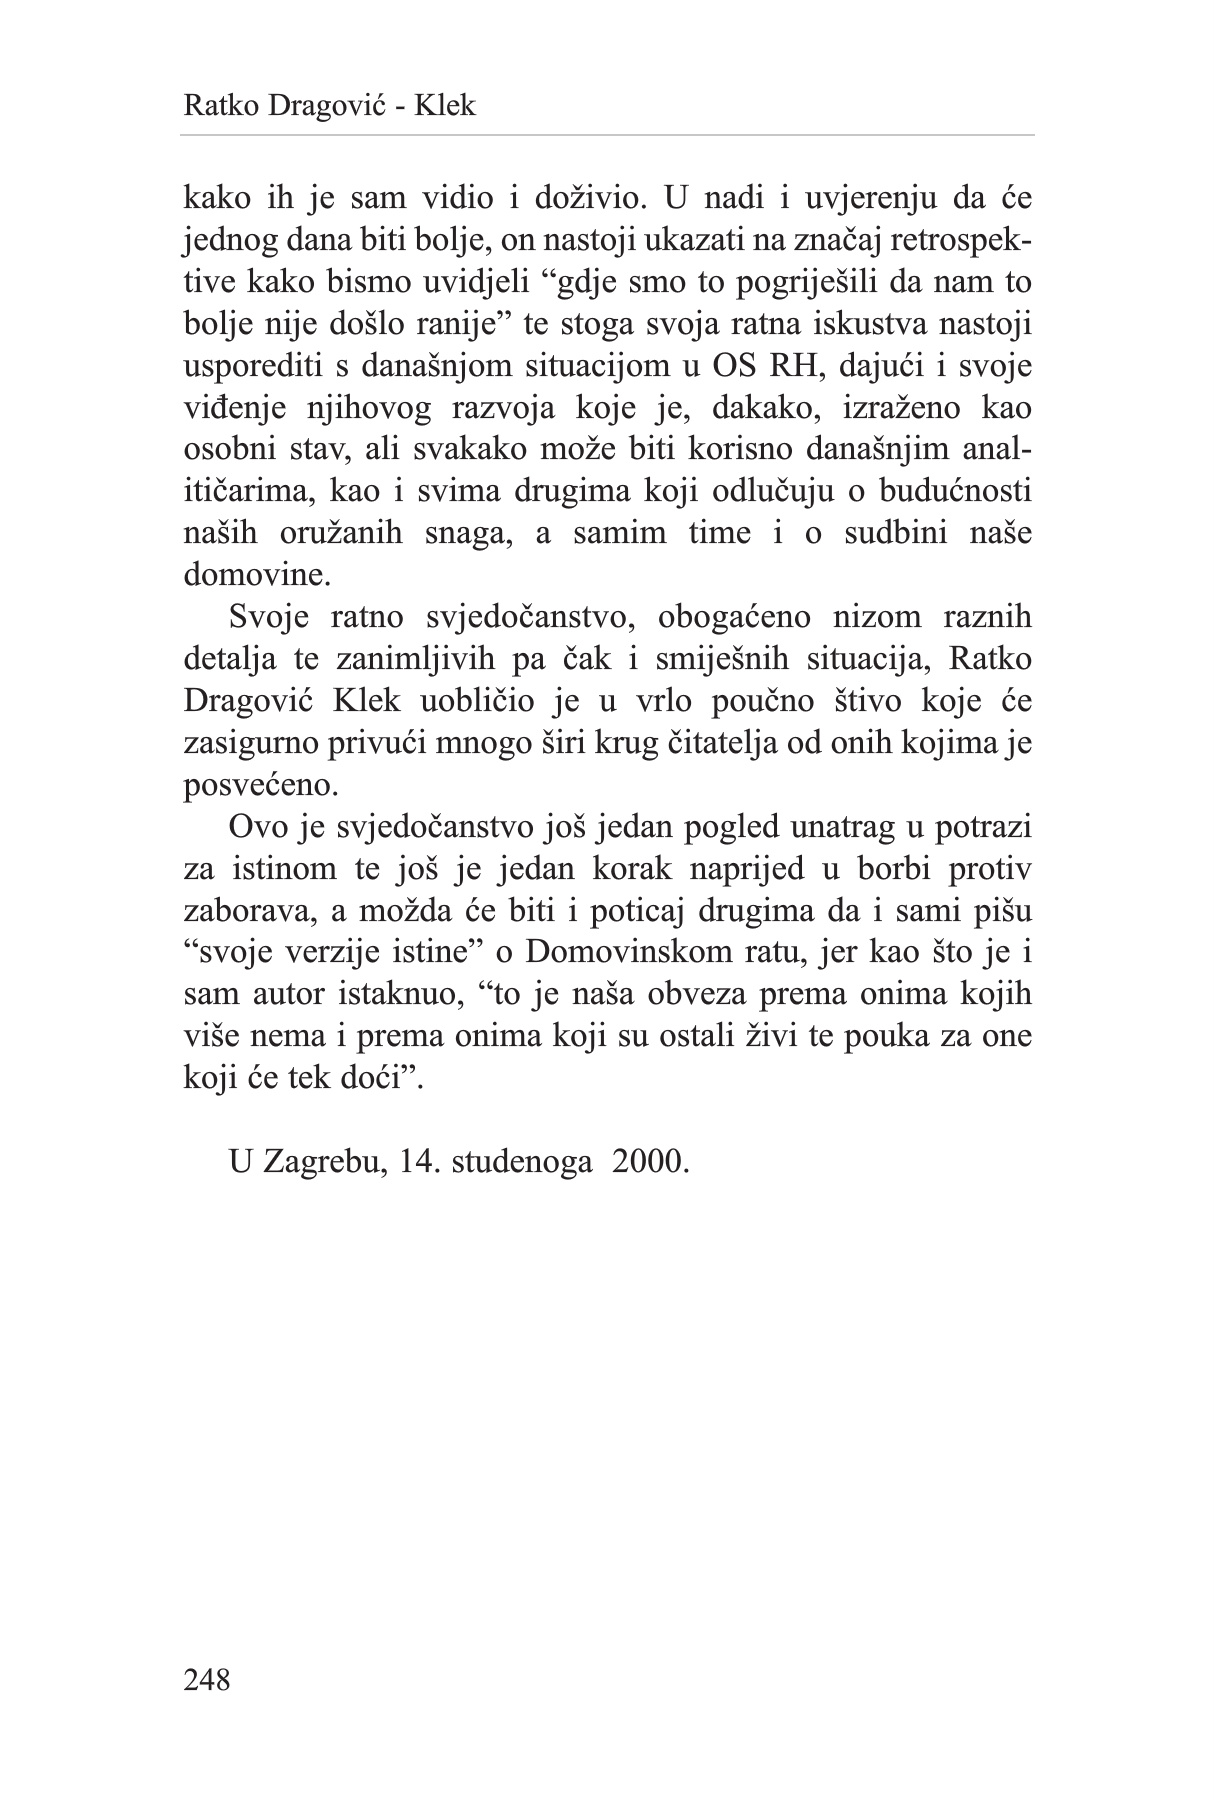 Ratko Dragović - Klek
kako ih je sam vidio i doživio. U nadi i uvjerenju da će
jednog dana biti bolje, on nastoji ukazati na značaj retrospek-
tive kako bismo uvidjeli “gdje smo to pogriješili da nam to
bolje nije došlo ranije” te stoga svoja ratna iskustva nastoji
usporediti s današnjom situacijom u OS RH, dajući i svoje
viđenje njihovog razvoja koje je, dakako, izraženo kao
osobni stav, ali svakako može biti korisno današnjim anal-
itičarima, kao i svima drugima koji odlučuju o budućnosti
naših oružanih snaga, a samim time i o sudbini naše
domovine.
Svoje ratno svjedočanstvo, obogaćeno nizom raznih
detalja te zanimljivih pa čak i smiješnih situacija, Ratko
Dragović Klek uobličio je u vrlo poučno štivo koje će
zasigurno privući mnogo širi krug čitatelja od onih kojima je
posvećeno.
Ovo je svjedočanstvo još jedan pogled unatrag u potrazi
za istinom te još je jedan korak naprijed u borbi protiv
zaborava, a možda će biti i poticaj drugima da i sami pišu
“svoje verzije istine” o Domovinskom ratu, jer kao što je i
sam autor istaknuo, “to je naša obveza prema onima kojih
više nema i prema onima koji su ostali živi te pouka za one
koji će tek doći”.
U Zagrebu, 14. studenoga  2000.
248